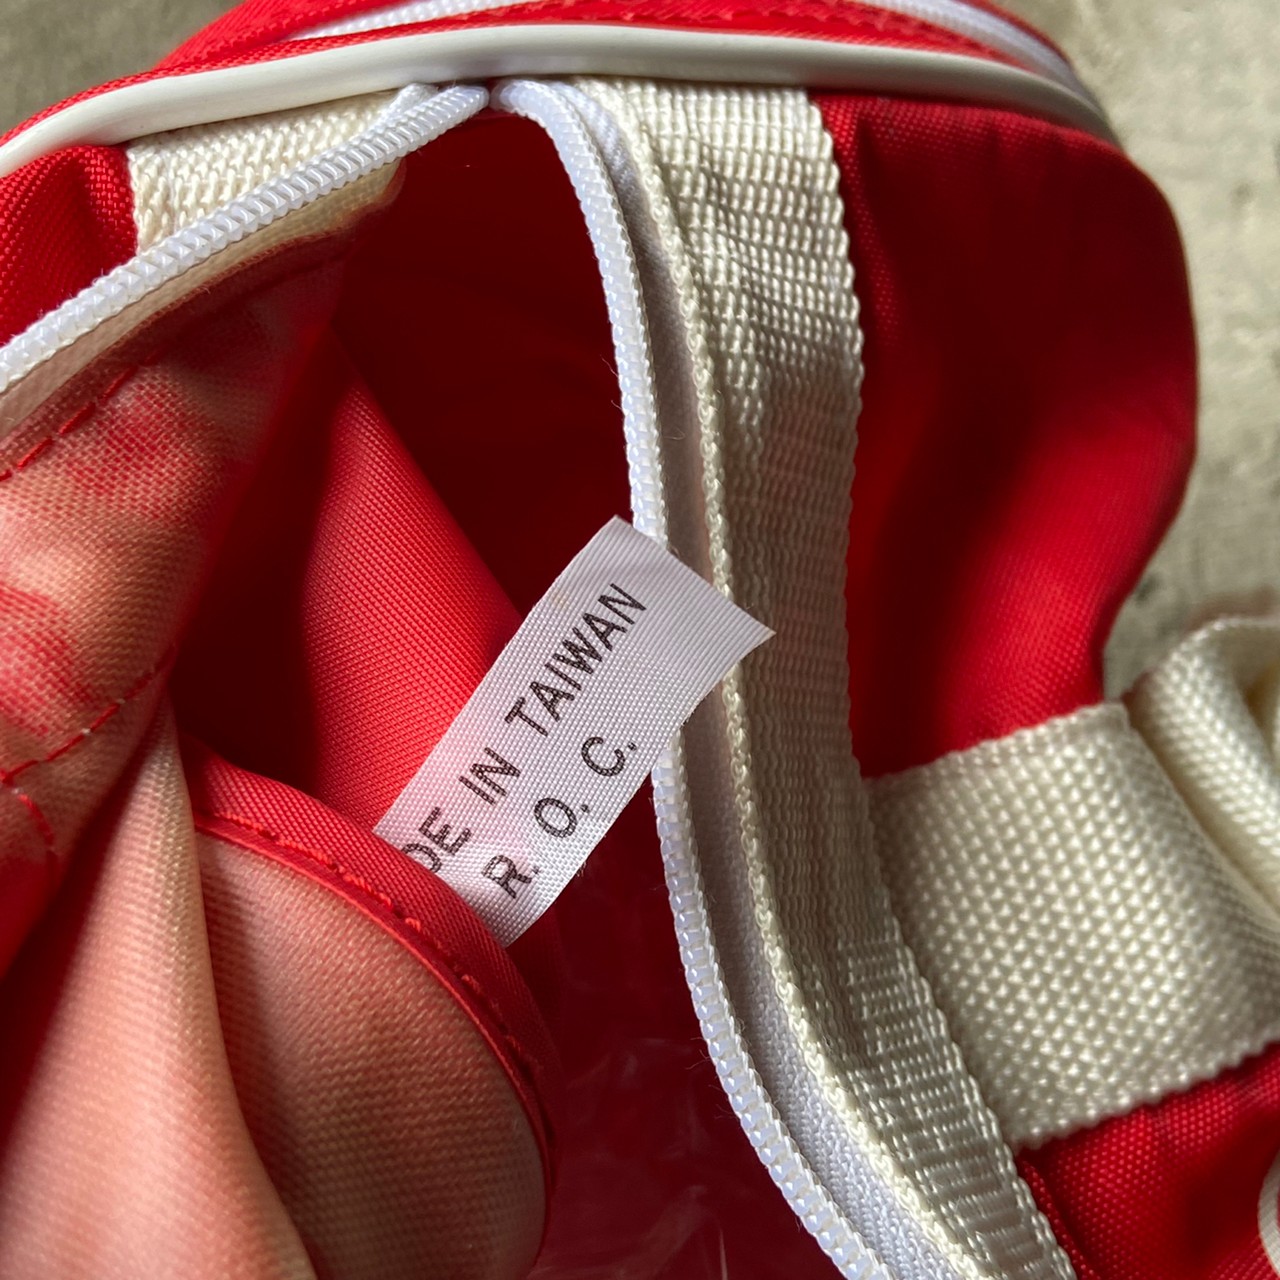 DE IN TAIWAN
R. O. C.